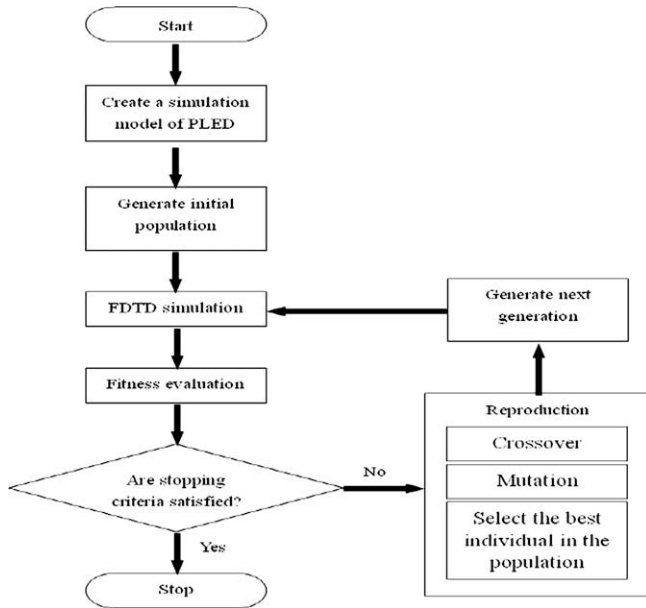 Start
Create a simulation
model of PLED
Generate initial
population
FDTD simulation
Fitness evaluation
Are stopping
criteria satisfied?
Yes
Stop
No
Reproduction
Crossover
Mutation
Select the best
individual in the
population
Generate next
generation